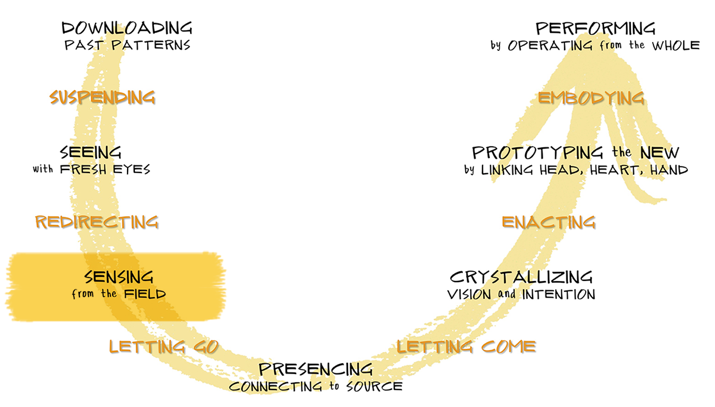 DOWNLOADING
PAST PATTERNS
SUSPENDING
SEEING
with FRESH EYES
REDIRECTING
SENSING
from the FIELD
LETTING GO
PRESENCING
CONNECTING to SOURCE
LETTING COME
CRYSTALLIZING
VISION and INTENTION
ENACTING
PROTOTYPING the NEW
by LINKING HEAD, HEART, HAND
EMBODYING
PERFORMING
by OPERATING from the WHOLE